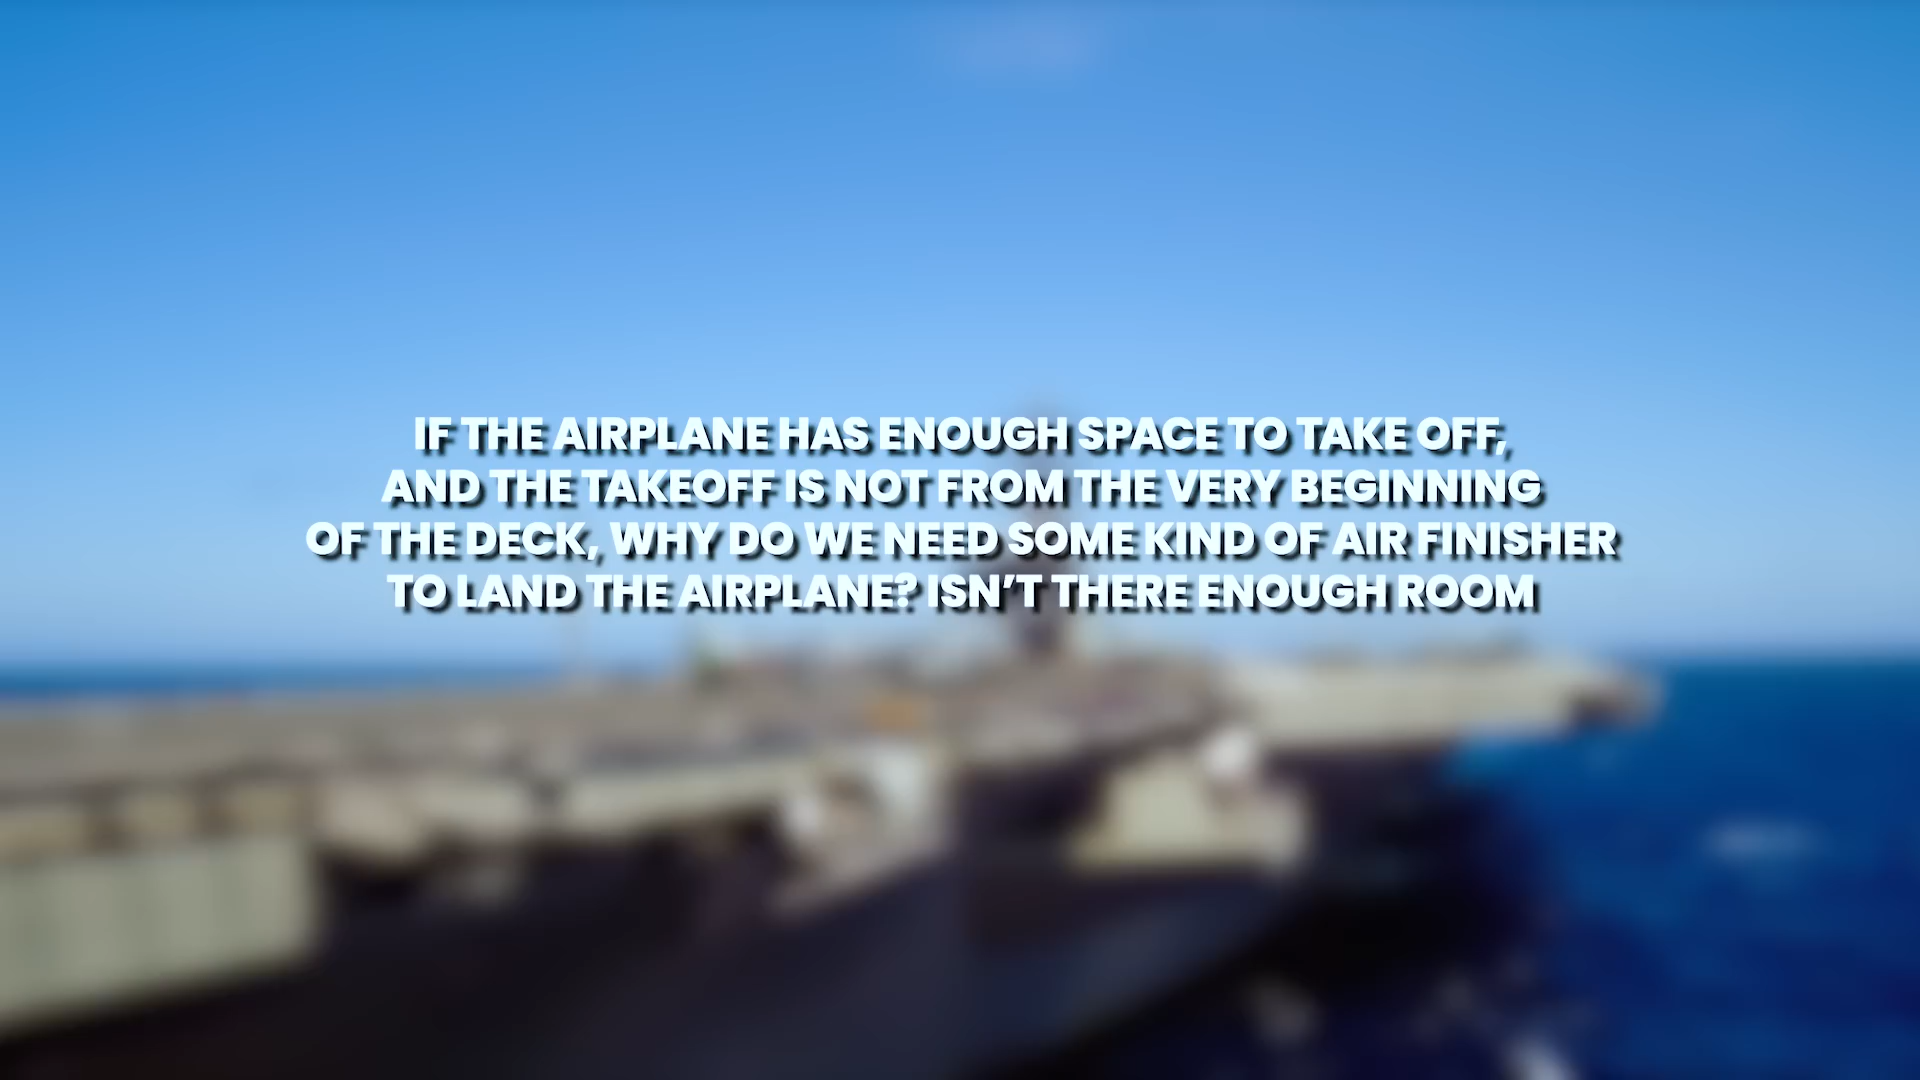 IF THE AIRPLANE HAS ENOUGH SPACE TO TAKE OFF,
AND THE TAKEOFF IS NOT FROM THE VERY BEGINNING
OF THE DECK, WHY DO WE NEED SOME KIND OF AIR FINISHER
TO LAND THE AIRPLANE? ISN’T THERE ENOUGH ROOM